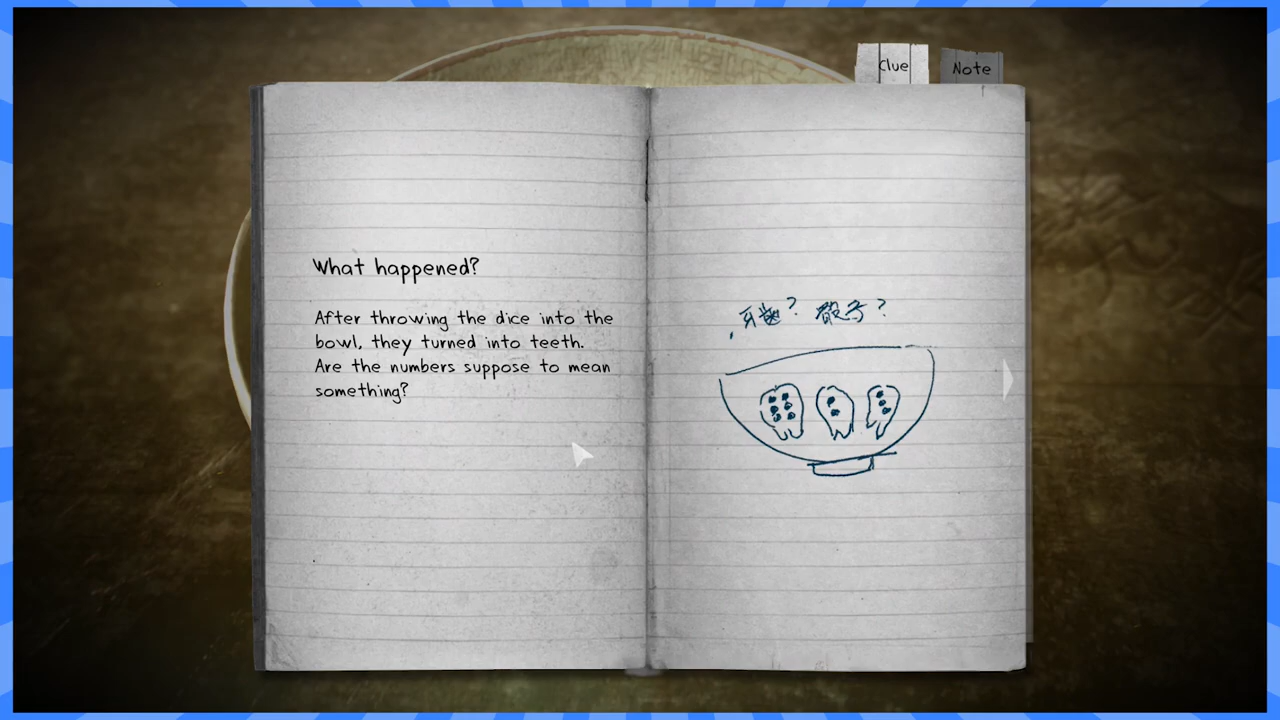 Clue
Note
What happened?
After throwing the dice into the
bowl, they turned into teeth.
Are the numbers suppose to mean
something?
牙齒? 骰子?